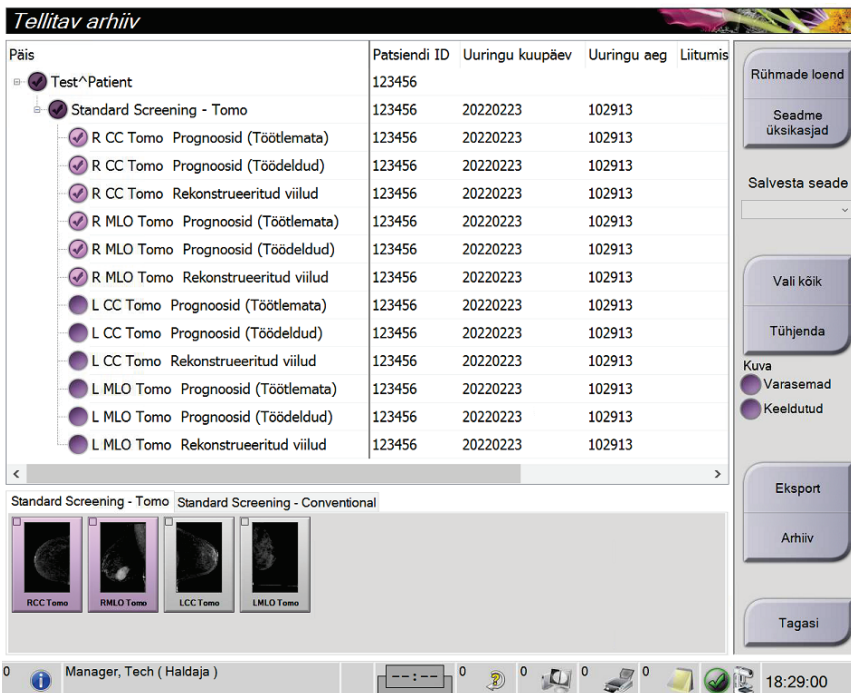 Tellitav arhiiv
Päis Patsiendi ID Uuringu kuupäev Uuringu aeg Liitumis
Test^Patient 123456
Standard Screening - Tomo 123456 20220223 102913
R CC Tomo Prognoosid (Töötlemata) 123456 20220223 102913
R CC Tomo Prognoosid (Töödeldud) 123456 20220223 102913
R CC Tomo Rekonstrueeritud viilud 123456 20220223 102913
R MLO Tomo Prognoosid (Töötlemata) 123456 20220223 102913
R MLO Tomo Prognoosid (Töödeldud) 123456 20220223 102913
R MLO Tomo Rekonstrueeritud viilud 123456 20220223 102913
L CC Tomo Prognoosid (Töötlemata) 123456 20220223 102913
L CC Tomo Prognoosid (Töödeldud) 123456 20220223 102913
L CC Tomo Rekonstrueeritud viilud 123456 20220223 102913
L MLO Tomo Prognoosid (Töötlemata) 123456 20220223 102913
L MLO Tomo Prognoosid (Töödeldud) 123456 20220223 102913
L MLO Tomo Rekonstrueeritud viilud 123456 20220223 102913
Rühmade loend
Seadme
üksikasjad
Salvesta seade
Vali kõik
Tühjenda
Kuva
Varasemad
Keeldutud
Eksport
Arhiiv
Tagasi
Standard Screening - Tomo Standard Screening - Conventional
RCC Tomo RMLO Tomo LCC Tomo LMLO Tomo
0 Manager, Tech ( Haldaja ) --:-- 0 0 0 0 18:29:00